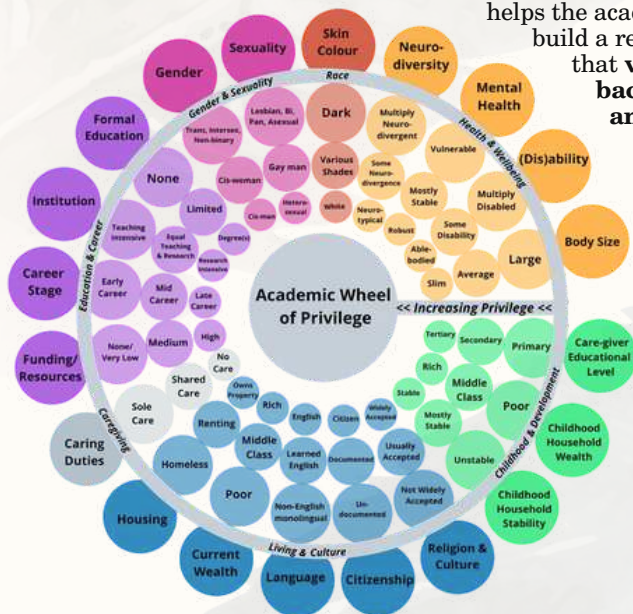 helps the acad
build a re
that v
bac
an
Academic Wheel
of Privilege
<< Increasing Privilege <<
Race
Skin
Colour
Dark
Various
Shades
White
Health & Wellbeing
Neuro-
diversity
Multiply
Neuro-
divergent
Some
Neuro-
divergence
Neuro-
typical
Mental
Health
Vulnerable
Mostly
Stable
Robust
(Dis)ability
Multiply
Disabled
Some
Disability
Able-
bodied
Body Size
Large
Average
Slim
Childhood & Development
Care-giver
Educational
Level
Primary
Secondary
Tertiary
Childhood
Household
Wealth
Poor
Middle
Class
Rich
Childhood
Household
Stability
Unstable
Mostly
Stable
Stable
Living & Culture
Religion &
Culture
Not Widely
Accepted
Usually
Accepted
Widely
Accepted
Citizenship
Un-
documented
Documented
Citizen
Language
Non-English
monolingual
Learned
English
English
Current
Wealth
Poor
Middle
Class
Rich
Housing
Homeless
Renting
Owns
Property
Caregiving
Caring
Duties
Sole
Care
Shared
Care
No
Care
Education & Career
Funding/
Resources
None/
Very Low
Medium
High
Career
Stage
Early
Career
Mid
Career
Late
Career
Institution
Teaching
Intensive
Equal
Teaching
& Research
Research
Intensive
Formal
Education
None
Limited
Degree(s)
Gender & Sexuality
Gender
Trans, Intersex,
Non-binary
Cis-woman
Cis-man
Sexuality
Lesbian, Bi,
Pan, Asexual
Gay man
Hetero-
sexual